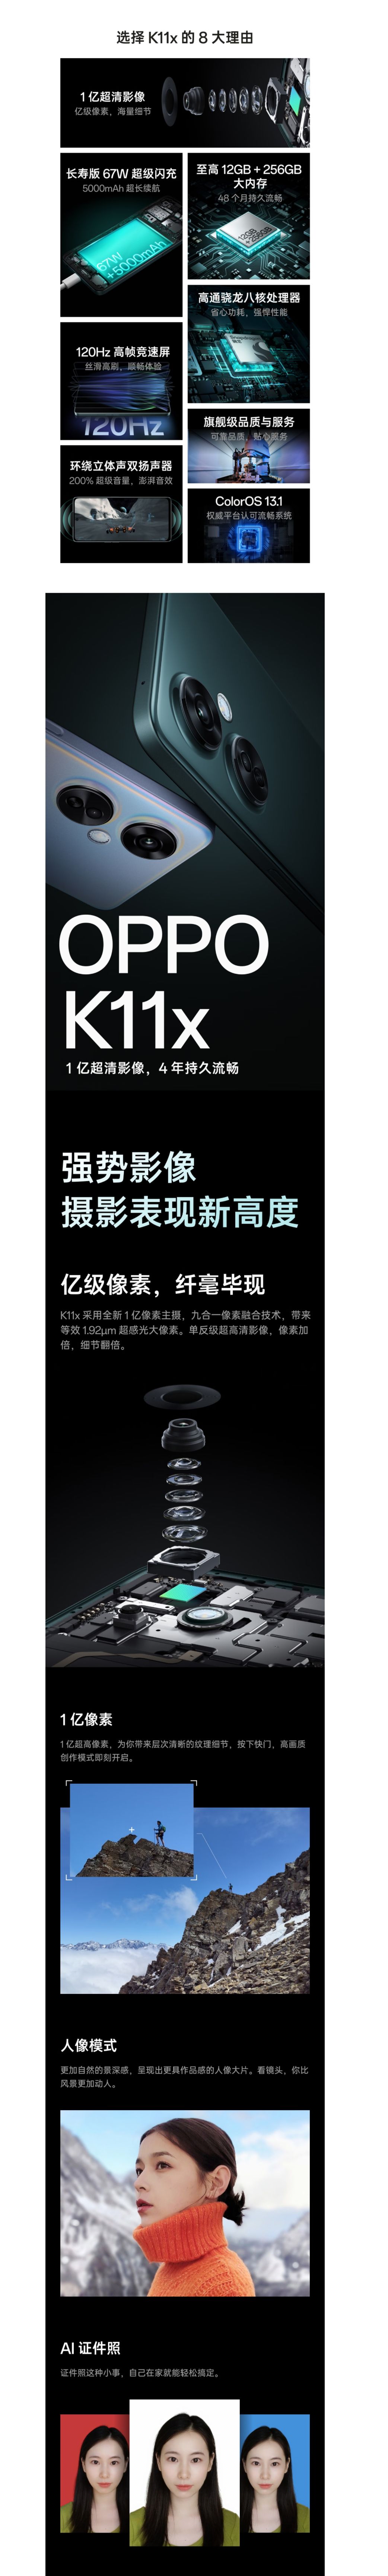 选择 K11x 的 8 大理由
1 亿超清影像
亿级像素，海量细节
长寿版 67W 超级闪充
5000mAh 超长续航
67W
+5000mAh
至高 12GB + 256GB
大内存
48 个月持久流畅
12GB
+256GB
高通骁龙八核处理器
省心功耗，强悍性能
120Hz 高帧竞速屏
丝滑高刷，顺畅体验
120Hz
旗舰级品质与服务
可靠品质，贴心服务
环绕立体声双扬声器
200% 超级音量，澎湃音效
ColorOS 13.1
权威平台认可流畅系统
OPPO
K11x
1 亿超清影像，4 年持久流畅
强势影像
摄影表现新高度
亿级像素，纤毫毕现
K11x 采用全新 1 亿像素主摄，九合一像素融合技术，带来
等效 1.92μm 超感光大像素。单反级超高清影像，像素加
倍，细节翻倍。
1 亿像素
1 亿超高像素，为你带来层次清晰的纹理细节，按下快门，高画质
创作模式即刻开启。
人像模式
更加自然的景深感，呈现出更具作品感的人像大片。看镜头，你比
风景更加动人。
AI 证件照
证件照这种小事，自己在家就能轻松搞定。